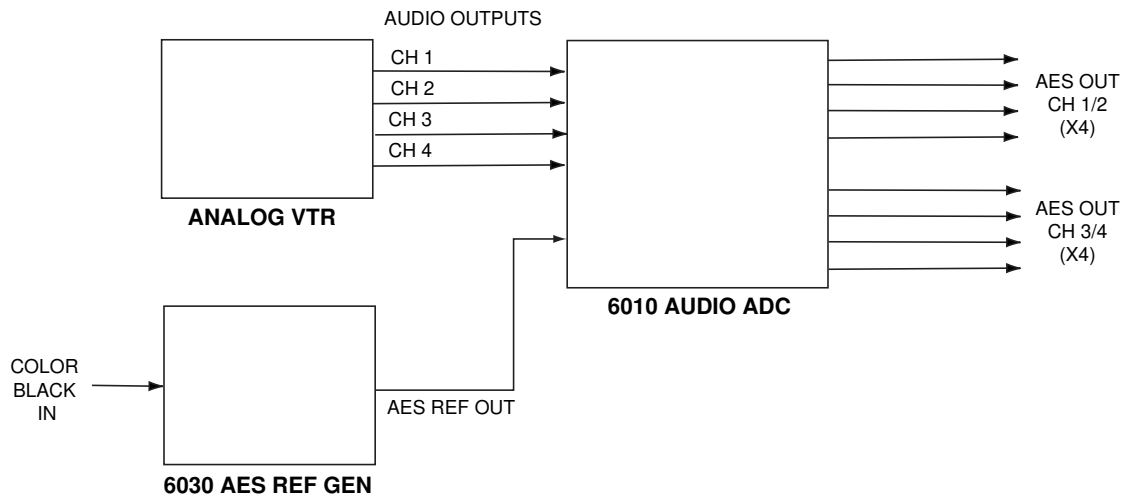 AUDIO OUTPUTS
CH 1
CH 2
CH 3
CH 4
ANALOG VTR
AES OUT
CH 1/2
(X4)
AES OUT
CH 3/4
(X4)
6010 AUDIO ADC
COLOR
BLACK
IN
AES REF OUT
6030 AES REF GEN